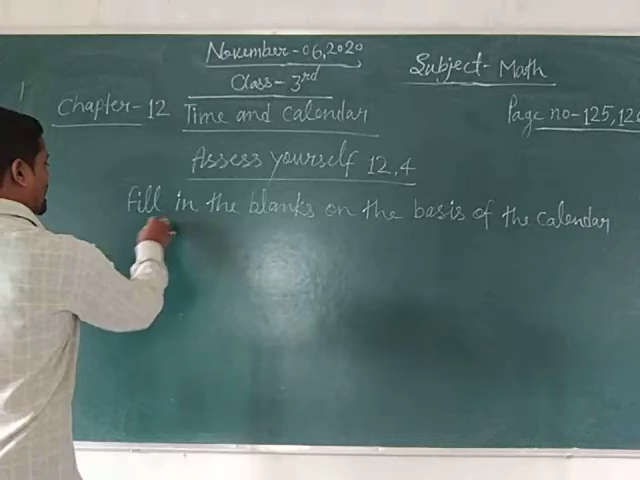 November-06,2020
Class-3rd
Subject-Math
Chapter-12 Time and calendar
Page no-125,126
Assess yourself 12.4
Fill in the blanks on the basis of the calendar